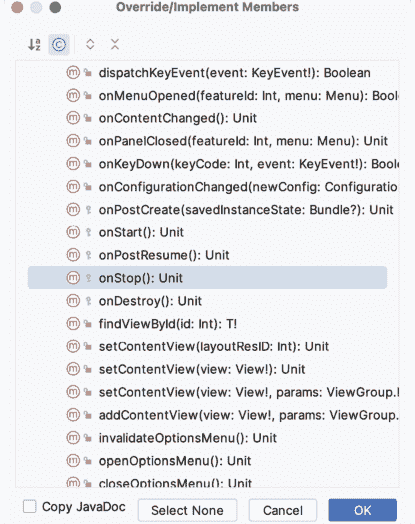 Override/Implement Members
dispatchKeyEvent(event: KeyEvent!): Boolean
onMenuOpened(featureId: Int, menu: Menu): Bool
onContentChanged(): Unit
onPanelClosed(featureId: Int, menu: Menu): Unit
onKeyDown(keyCode: Int, event: KeyEvent!): Bool
onConfigurationChanged(newConfig: Configuratio
onPostCreate(savedInstanceState: Bundle?): Unit
onStart(): Unit
onPostResume(): Unit
onStop(): Unit
onDestroy(): Unit
findViewById(id: Int): T!
setContentView(layoutResID: Int): Unit
setContentView(view: View!): Unit
setContentView(view: View!, params: ViewGroup.
addContentView(view: View!, params: ViewGroup.
invalidateOptionsMenu(): Unit
openOptionsMenu(): Unit
closeOptionsMenu(): Unit
Copy JavaDoc
Select None
Cancel
OK